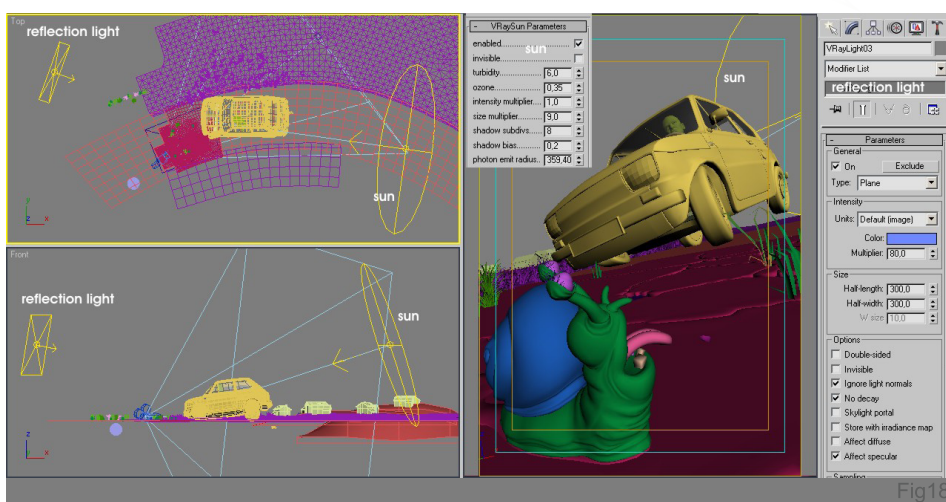 Top
reflection light
sun
Front
reflection light
sun
VRaySun Parameters
enabled
sun
invisible
turbidity 6,0
ozone 0,35
intensity multiplier 1,0
size multiplier 9,0
shadow subdivs 8
shadow bias 0,2
photon emit radius 359,40
sun
VRayLight03
Modifier List
reflection light
Parameters
General
On Exclude
Type: Plane
Intensity
Units: Default (image)
Color:
Multiplier: 80,0
Size
Half-length: 300,0
Half-width: 300,0
W size 10,0
Options
Double-sided
Invisible
Ignore light normals
No decay
Skylight portal
Store with irradiance map
Affect diffuse
Affect specular
Sampling
Fig18